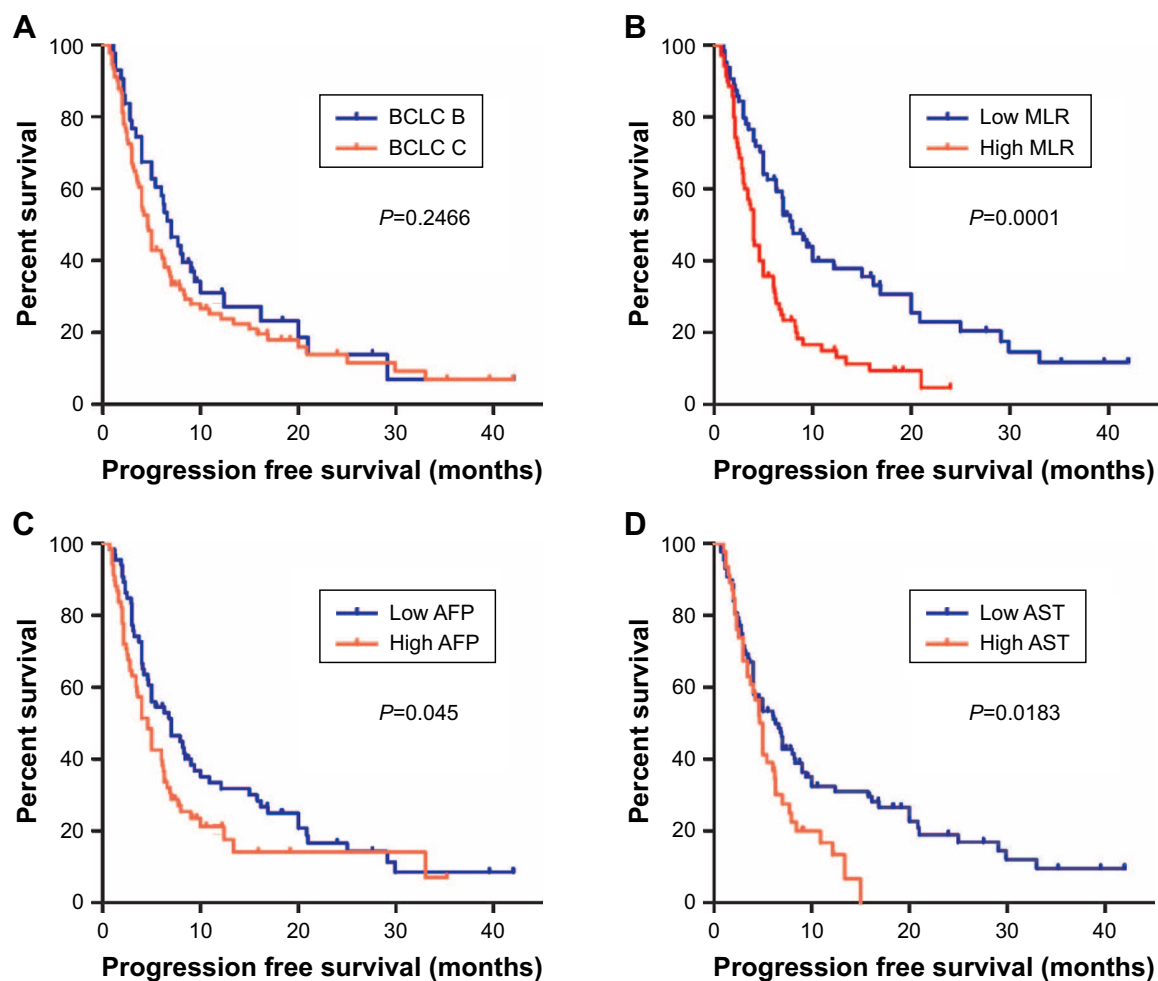 A
Percent survival
100
80
60
40
20
0
BCLC B
BCLC C
P=0.2466
0 10 20 30 40
Progression free survival (months)
B
Percent survival
100
80
60
40
20
0
Low MLR
High MLR
P=0.0001
0 10 20 30 40
Progression free survival (months)
C
Percent survival
100
80
60
40
20
0
Low AFP
High AFP
P=0.045
0 10 20 30 40
Progression free survival (months)
D
Percent survival
100
80
60
40
20
0
Low AST
High AST
P=0.0183
0 10 20 30 40
Progression free survival (months)